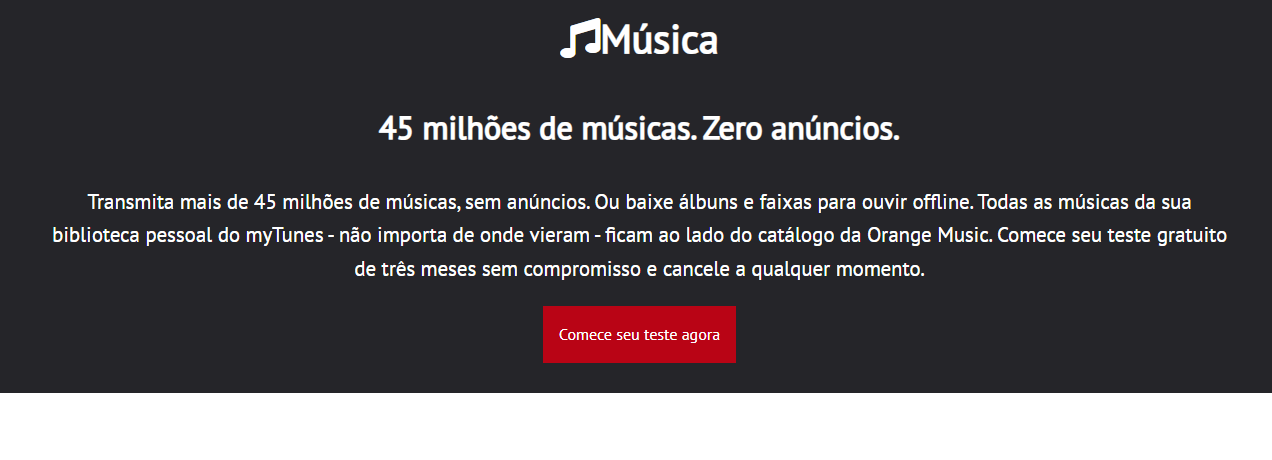 Música
45 milhões de músicas. Zero anúncios.
Transmita mais de 45 milhões de músicas, sem anúncios. Ou baixe álbuns e faixas para ouvir offline. Todas as músicas da sua
biblioteca pessoal do myTunes - não importa de onde vieram - ficam ao lado do catálogo da Orange Music. Comece seu teste gratuito
de três meses sem compromisso e cancele a qualquer momento.
Comece seu teste agora